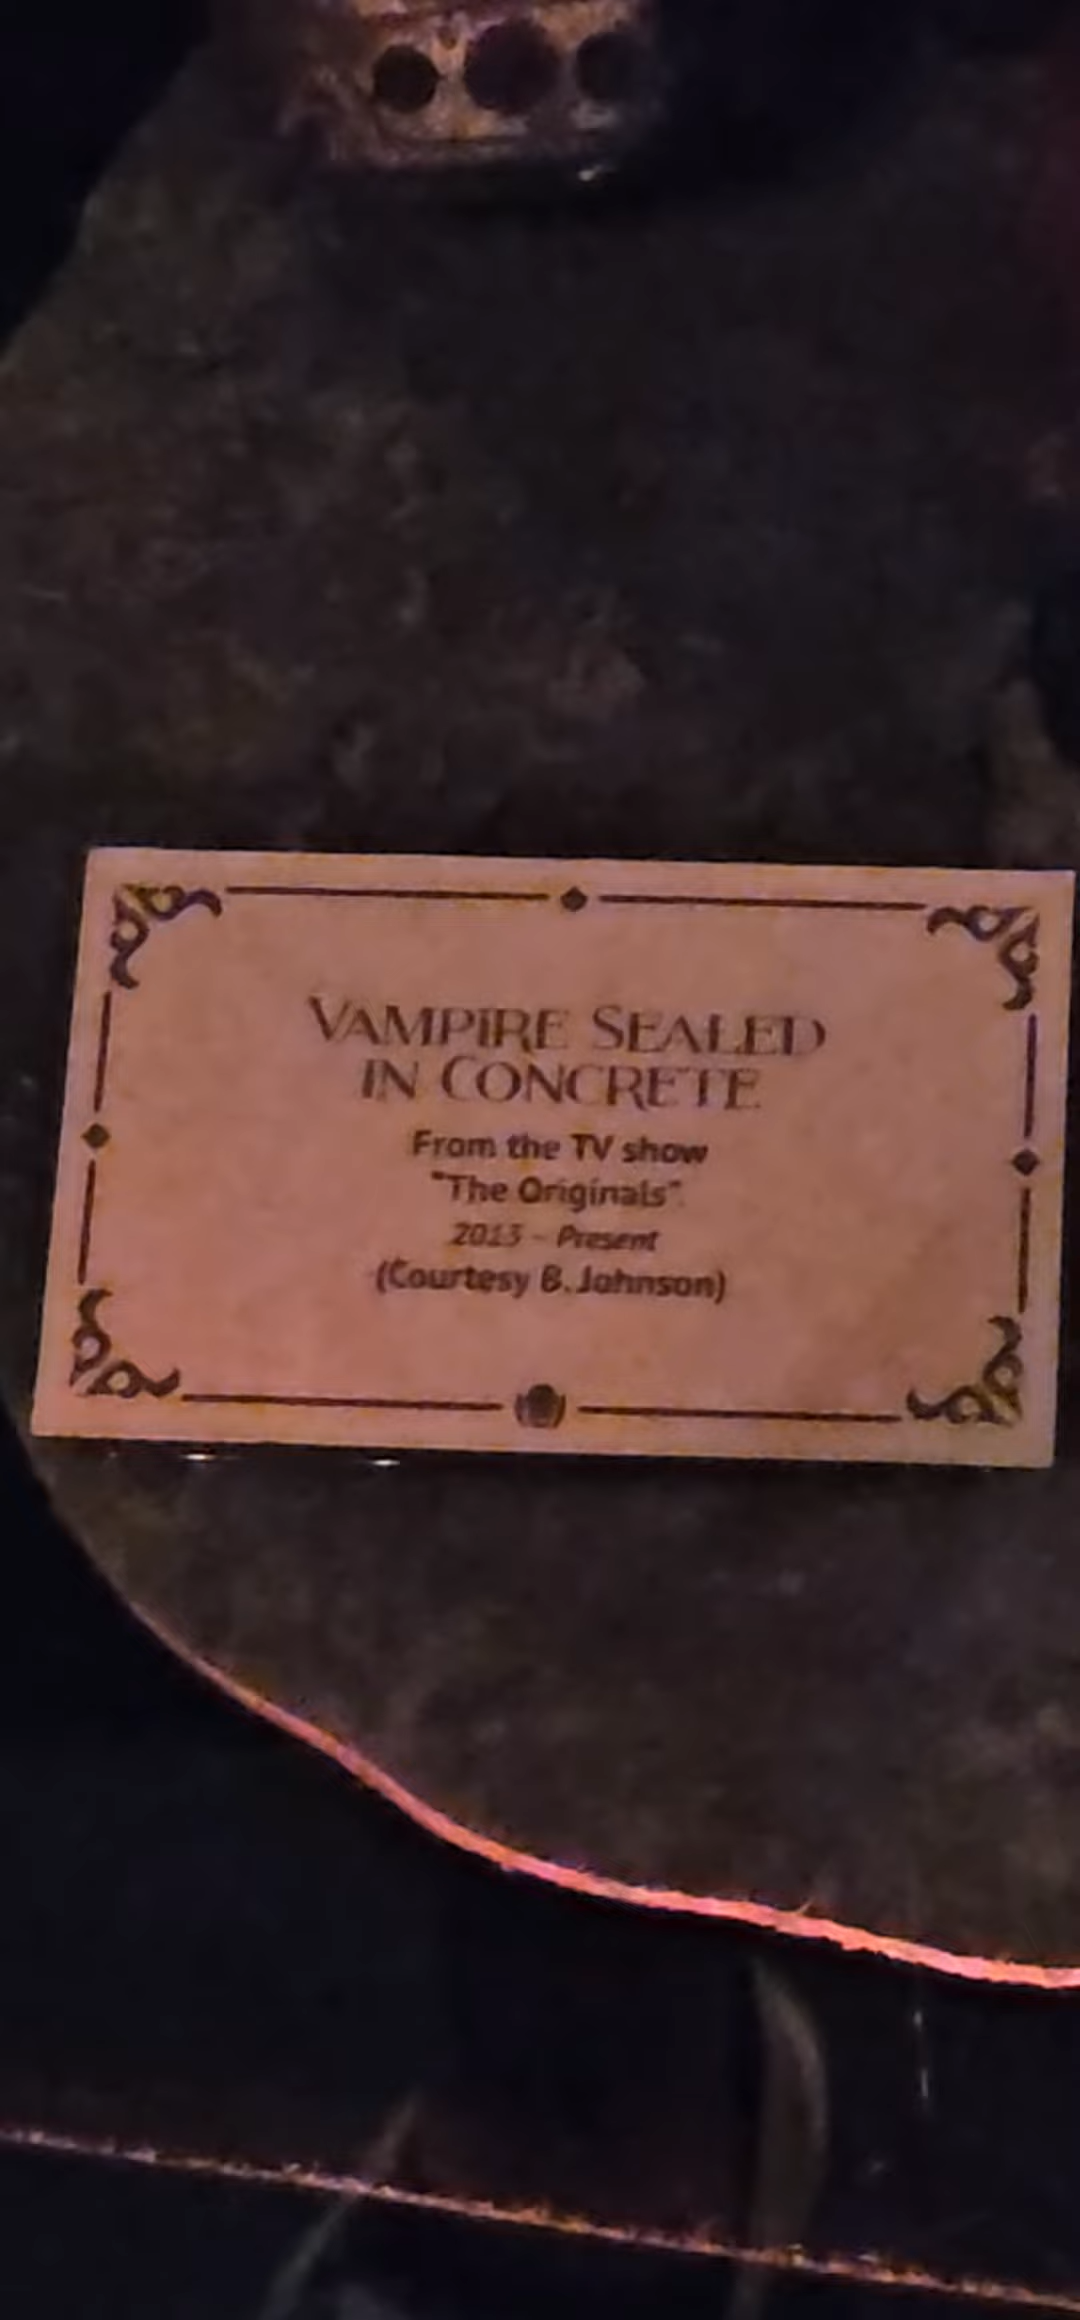 VAMPIRE SEALED
IN CONCRETE
From the TV show
"The Originals"
2013 - Present
(Courtesy B. Johnson)